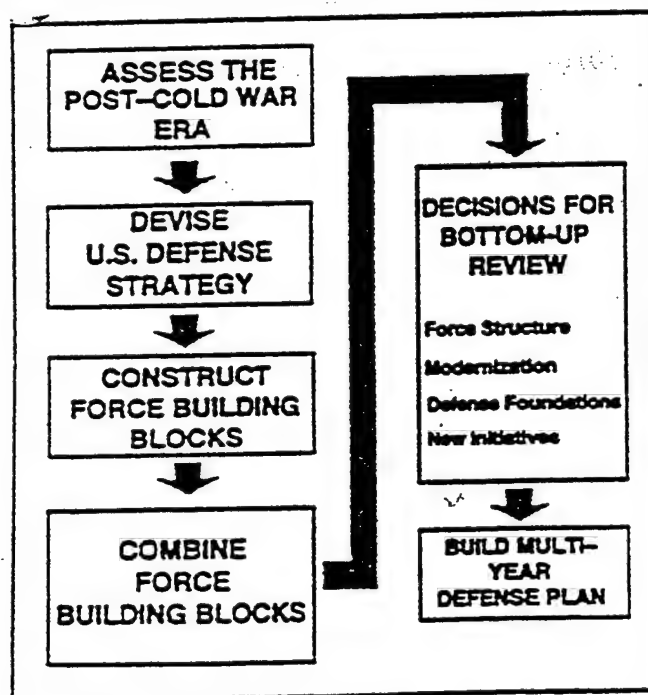 ASSESS THE
POST–COLD WAR
ERA
DEVISE
U.S. DEFENSE
STRATEGY
CONSTRUCT
FORCE BUILDING
BLOCKS
COMBINE
FORCE
BUILDING BLOCKS
DECISIONS FOR
BOTTOM-UP
REVIEW
Force Structure
Modernization
Defense Foundations
New Initiatives
BUILD MULTI–
YEAR
DEFENSE PLAN